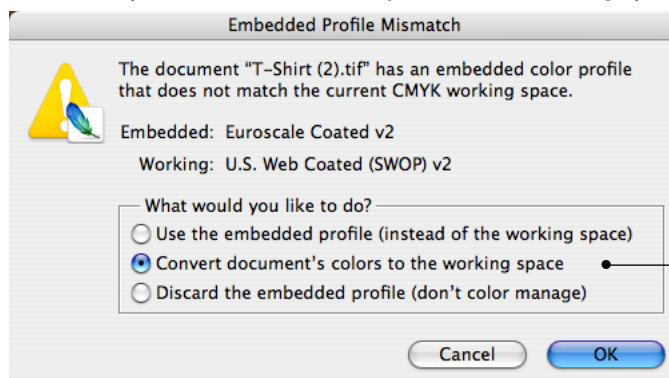 Embedded Profile Mismatch
The document “T-Shirt (2).tif” has an embedded color profile
that does not match the current CMYK working space.
Embedded: Euroscale Coated v2
Working: U.S. Web Coated (SWOP) v2
What would you like to do?
Use the embedded profile (instead of the working space)
Convert document’s colors to the working space
Discard the embedded profile (don’t color manage)
Cancel OK